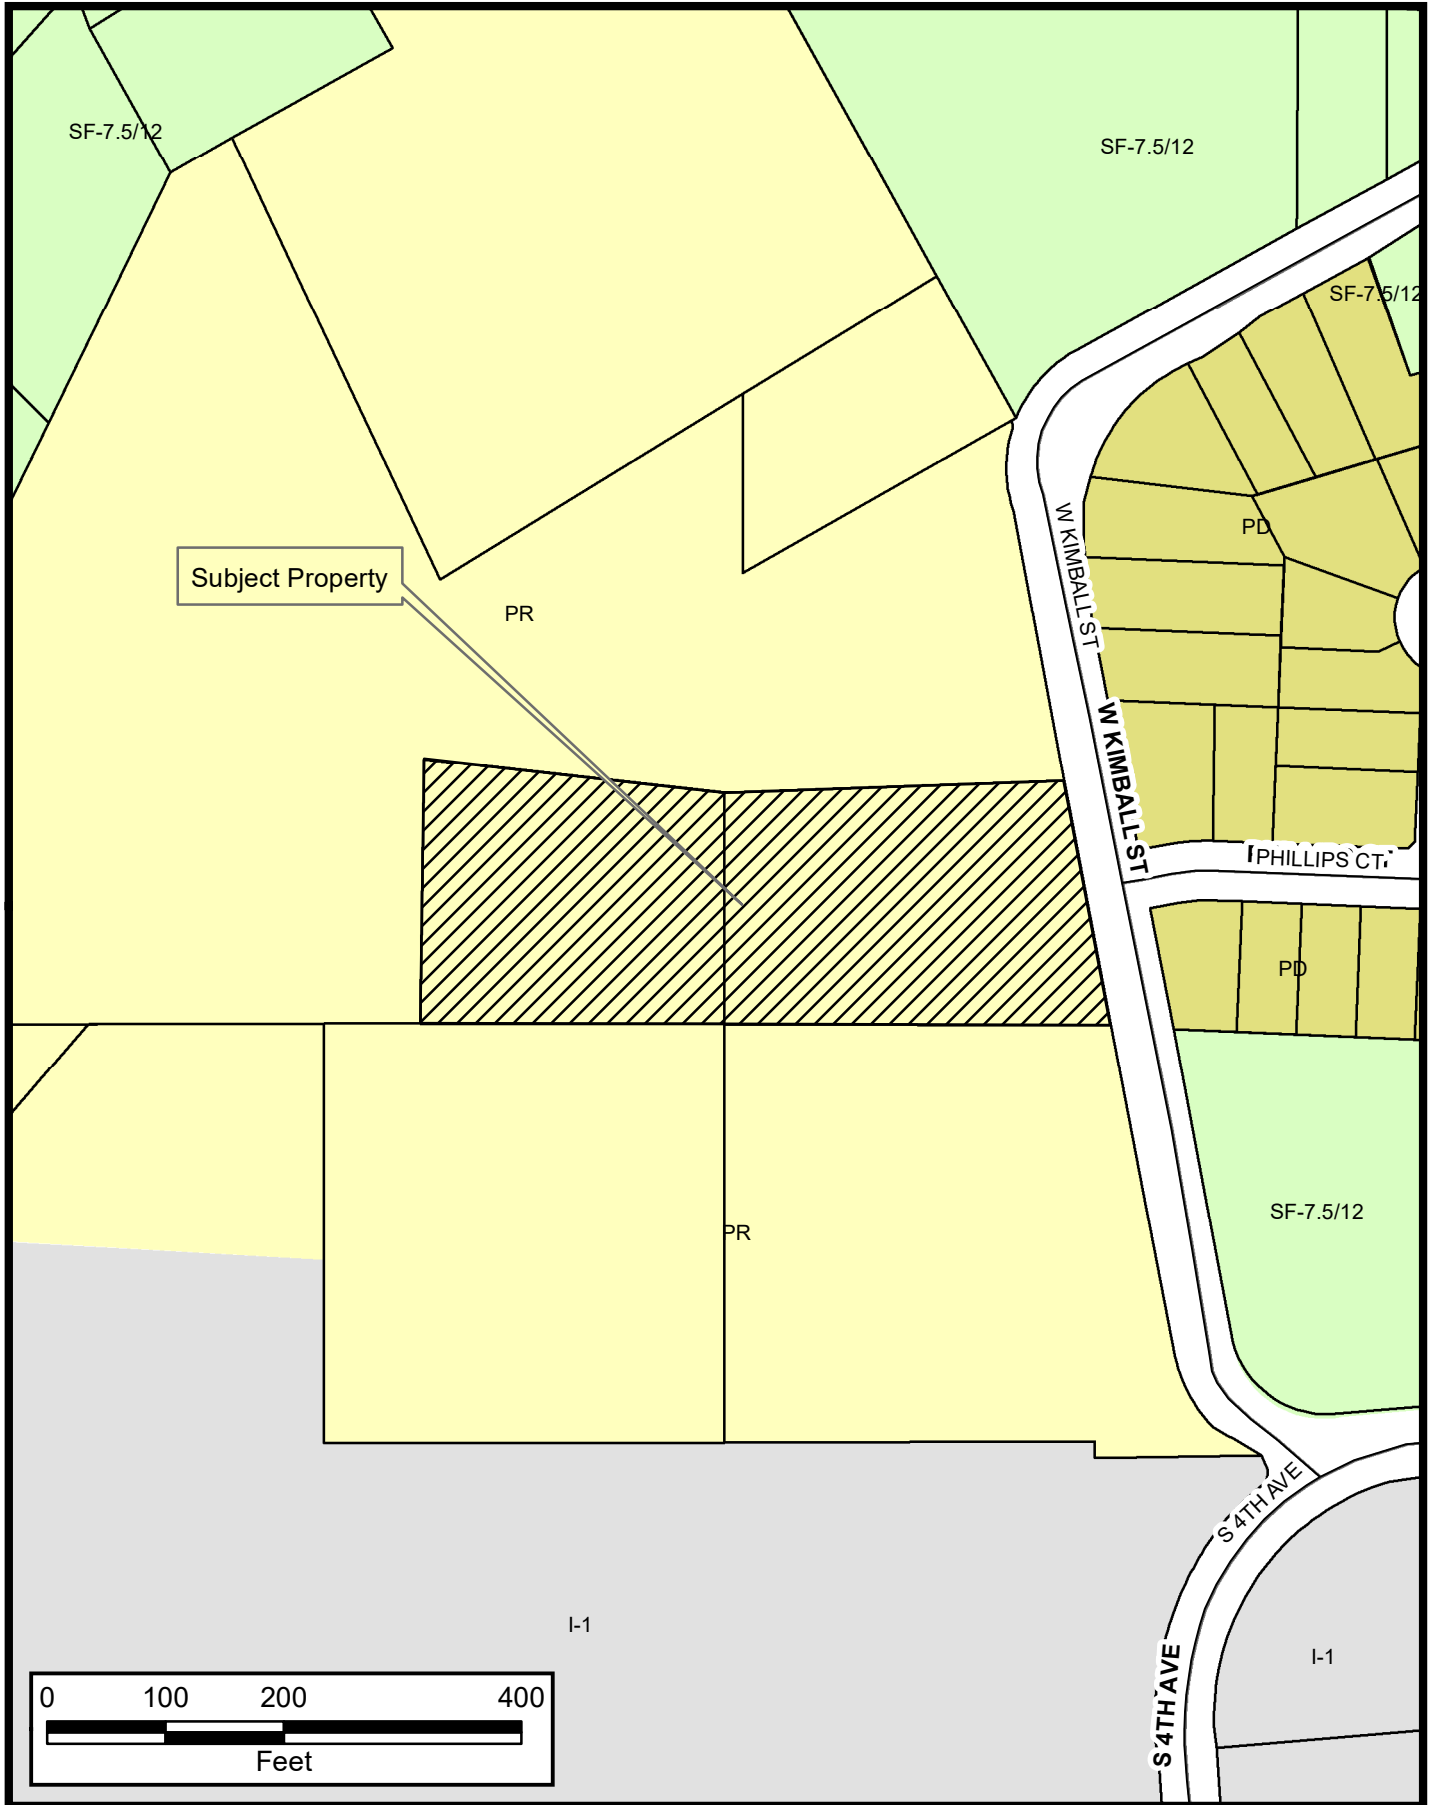 SF-7.5/12
SF-7.5/12
SF-7.5/12
PD
W KIMBALL ST
Subject Property
PR
W KIMBALL ST
PHILLIPS CT
PD
SF-7.5/12
PR
S 4TH AVE
I-1
I-1
S 4TH AVE
0 100 200 400
Feet